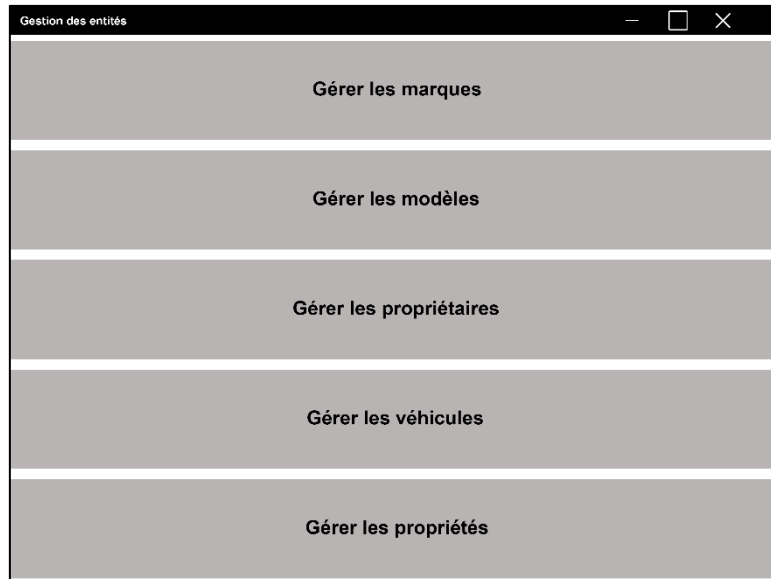 Gestion des entités
Gérer les marques
Gérer les modèles
Gérer les propriétaires
Gérer les véhicules
Gérer les propriétés